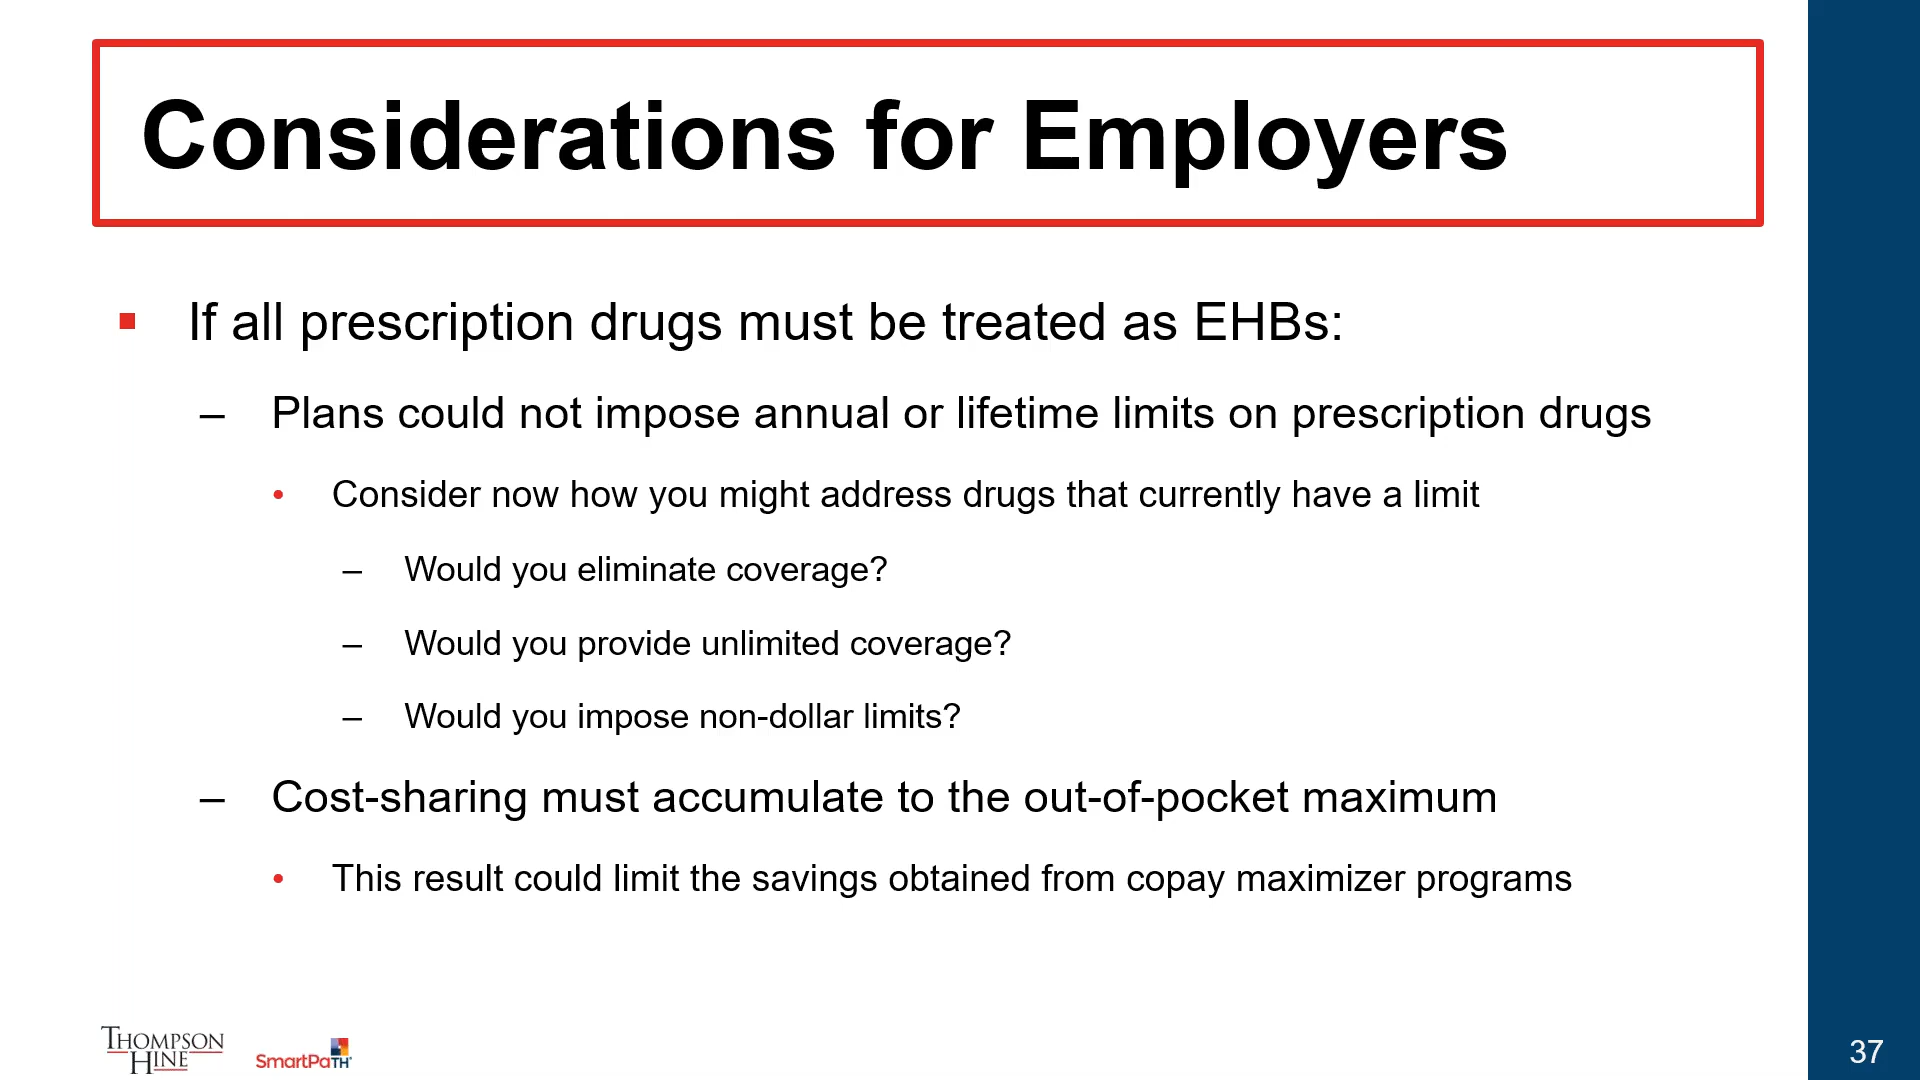 Considerations for Employers
▪ If all prescription drugs must be treated as EHBs:
– Plans could not impose annual or lifetime limits on prescription drugs
• Consider now how you might address drugs that currently have a limit
– Would you eliminate coverage?
– Would you provide unlimited coverage?
– Would you impose non-dollar limits?
– Cost-sharing must accumulate to the out-of-pocket maximum
• This result could limit the savings obtained from copay maximizer programs
THOMPSON
HINE
SmartPaTH
37